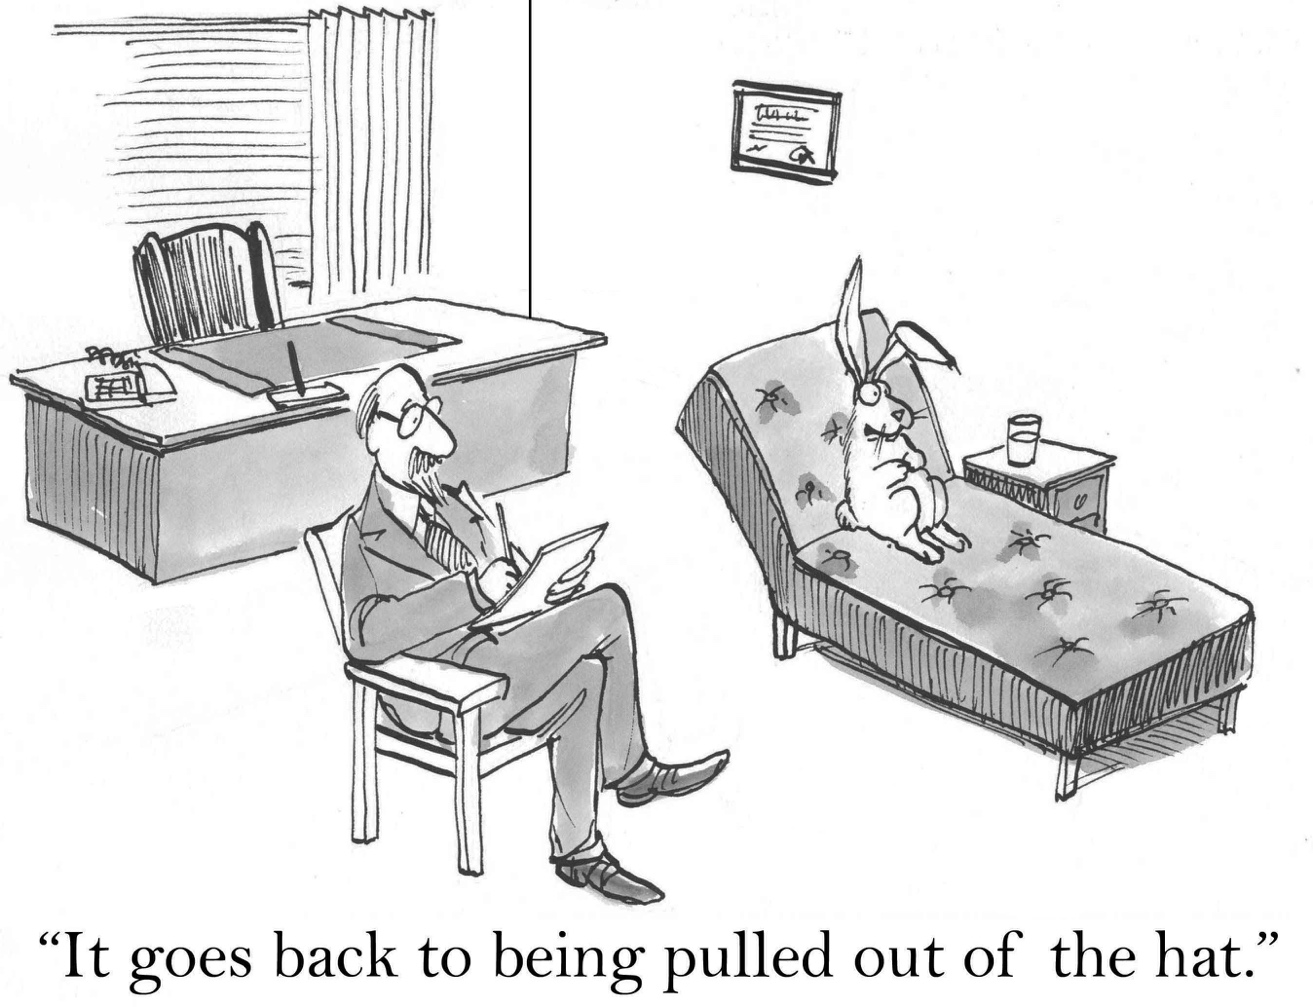 “It goes back to being pulled out of the hat.”